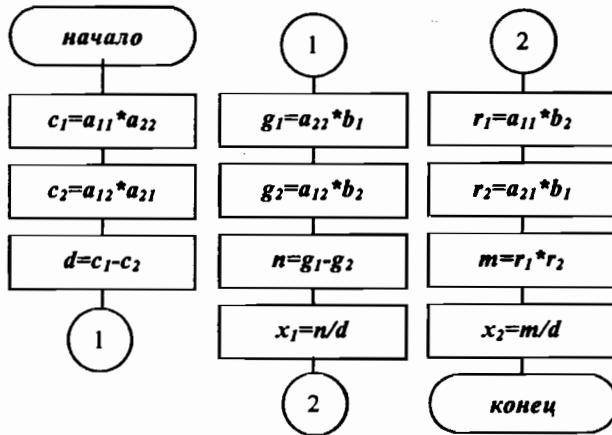 начало
c₁=a₁₁*a₂₂
c₂=a₁₂*a₂₁
d=c₁-c₂
1
1
g₁=a₂₂*b₁
g₂=a₁₂*b₂
n=g₁-g₂
x₁=n/d
2
2
r₁=a₁₁*b₂
r₂=a₂₁*b₁
m=r₁*r₂
x₂=m/d
конец